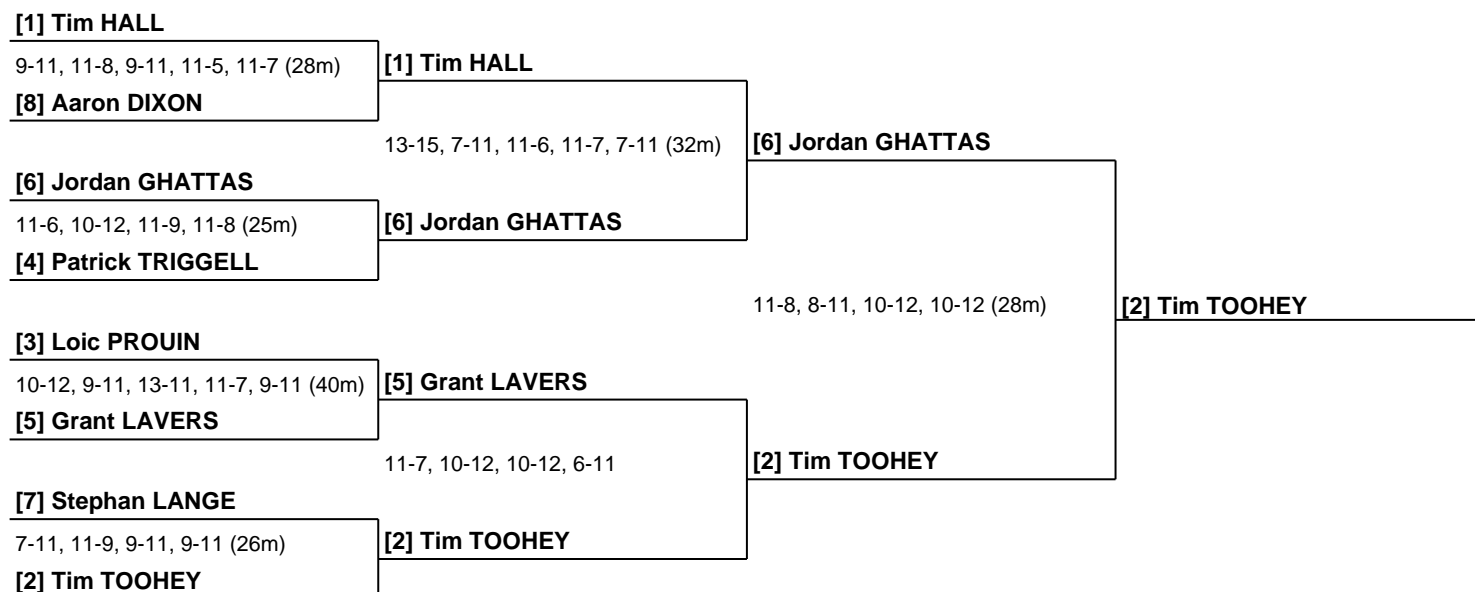 [1] Tim HALL
9-11, 11-8, 9-11, 11-5, 11-7 (28m)
[1] Tim HALL
[8] Aaron DIXON
13-15, 7-11, 11-6, 11-7, 7-11 (32m)
[6] Jordan GHATTAS
[6] Jordan GHATTAS
11-6, 10-12, 11-9, 11-8 (25m)
[6] Jordan GHATTAS
[4] Patrick TRIGGELL
11-8, 8-11, 10-12, 10-12 (28m)
[2] Tim TOOHEY
[3] Loic PROUIN
10-12, 9-11, 13-11, 11-7, 9-11 (40m)
[5] Grant LAVERS
[5] Grant LAVERS
11-7, 10-12, 10-12, 6-11
[2] Tim TOOHEY
[7] Stephan LANGE
7-11, 11-9, 9-11, 9-11 (26m)
[2] Tim TOOHEY
[2] Tim TOOHEY